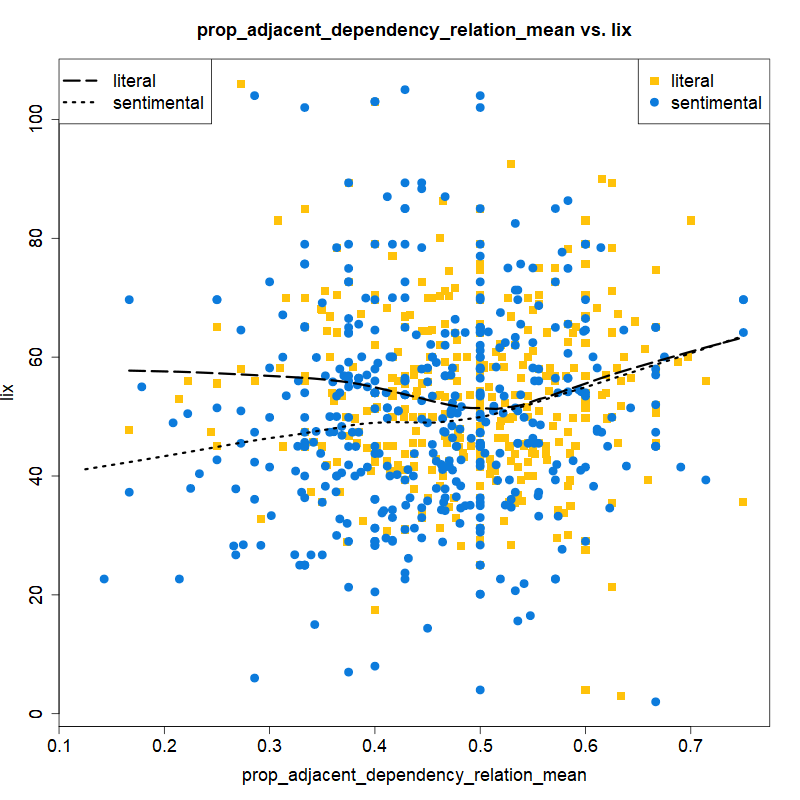 prop_adjacent_dependency_relation_mean vs. lix
literal
sentimental
literal
sentimental
100
80
60
40
20
0
lix
0.1 0.2 0.3 0.4 0.5 0.6 0.7
prop_adjacent_dependency_relation_mean